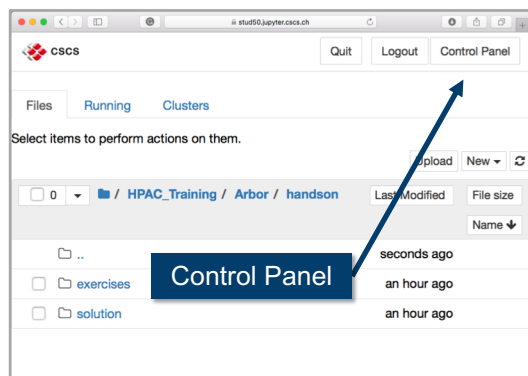 stud50.jupyter.cscs.ch
cscs
Quit Logout Control Panel
Files Running Clusters
Select items to perform actions on them.
Upload New
0 / HPAC_Training / Arbor / handson Last Modified File size
Name
.. seconds ago
Control Panel
exercises an hour ago
solution an hour ago